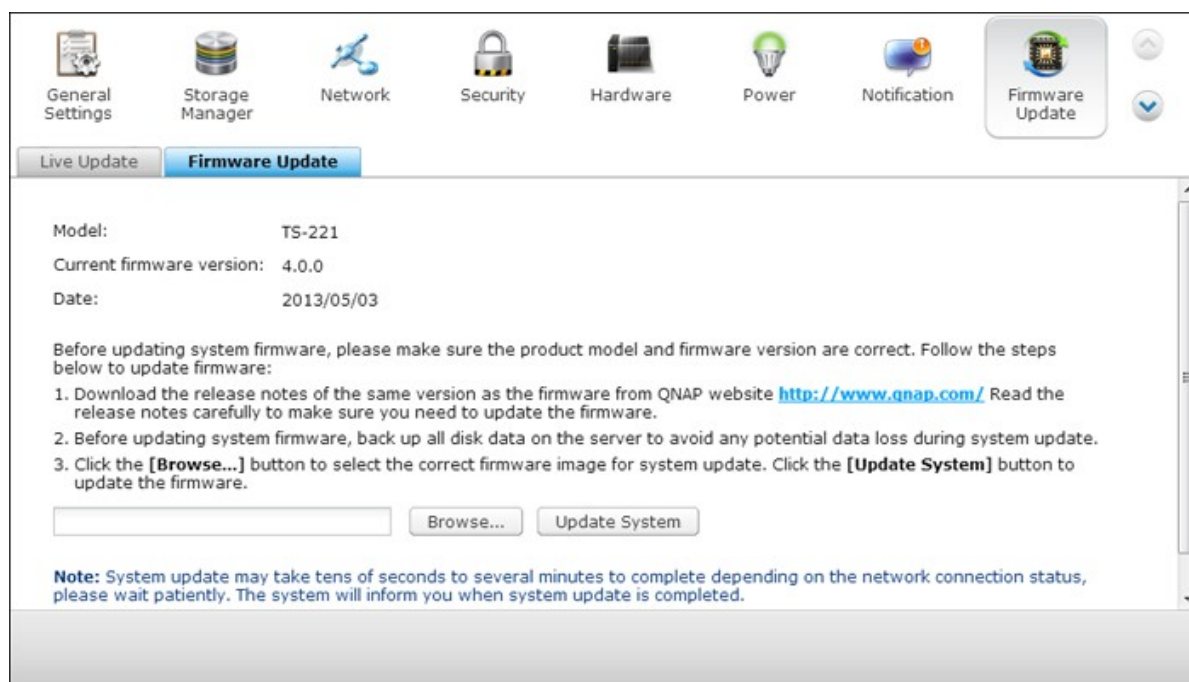 General Settings
Storage Manager
Network
Security
Hardware
Power
1
Notification
Firmware Update
Live Update
Firmware Update
Model: TS-221
Current firmware version: 4.0.0
Date: 2013/05/03
Before updating system firmware, please make sure the product model and firmware version are correct. Follow the steps
below to update firmware:
1. Download the release notes of the same version as the firmware from QNAP website http://www.qnap.com/ Read the
release notes carefully to make sure you need to update the firmware.
2. Before updating system firmware, back up all disk data on the server to avoid any potential data loss during system update.
3. Click the [Browse...] button to select the correct firmware image for system update. Click the [Update System] button to
update the firmware.
Browse...
Update System
Note: System update may take tens of seconds to several minutes to complete depending on the network connection status,
please wait patiently. The system will inform you when system update is completed.